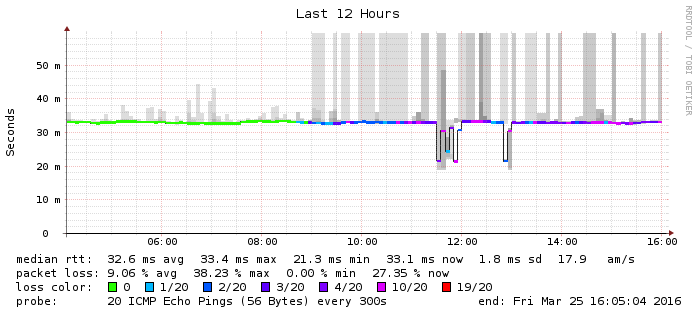 Last 12 Hours
RRDTOOL / TOBI OETIKER
Seconds
50 m
40 m
30 m
20 m
10 m
0
06:00 08:00 10:00 12:00 14:00 16:00
median rtt: 32.6 ms avg 33.4 ms max 21.3 ms min 33.1 ms now 1.8 ms sd 17.9 am/s
packet loss: 9.06 % avg 38.23 % max 0.00 % min 27.35 % now
loss color: 0 1/20 2/20 3/20 4/20 10/20 19/20
probe: 20 ICMP Echo Pings (56 Bytes) every 300s end: Fri Mar 25 16:05:04 2016